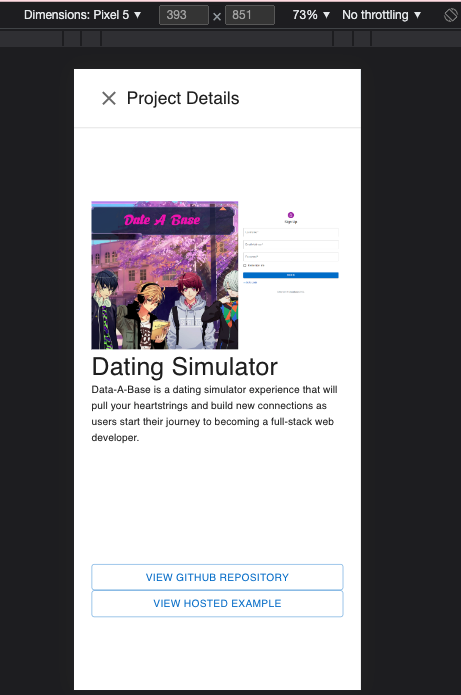 Dimensions: Pixel 5 ▼ 393 × 851 73% ▼ No throttling ▼
× Project Details
Date A Base
Sign Up
Dating Simulator
Data-A-Base is a dating simulator experience that will
pull your heartstrings and build new connections as
users start their journey to becoming a full-stack web
developer.
VIEW GITHUB REPOSITORY
VIEW HOSTED EXAMPLE